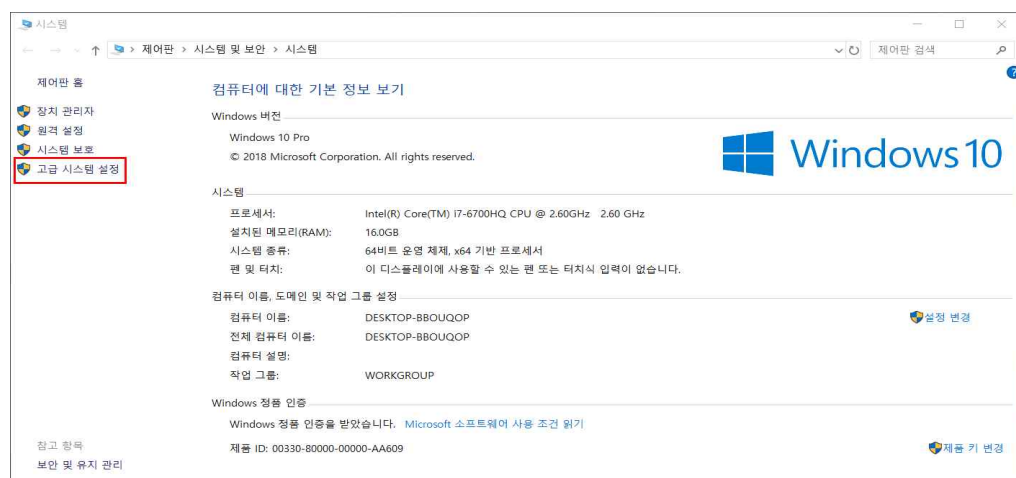 시스템
제어판 > 시스템 및 보안 > 시스템
제어판 검색
제어판 홈
장치 관리자
원격 설정
시스템 보호
고급 시스템 설정
컴퓨터에 대한 기본 정보 보기
Windows 버전
Windows 10 Pro
© 2018 Microsoft Corporation. All rights reserved.
Windows 10
시스템
프로세서: Intel(R) Core(TM) i7-6700HQ CPU @ 2.60GHz 2.60 GHz
설치된 메모리(RAM): 16.0GB
시스템 종류: 64비트 운영 체제, x64 기반 프로세서
펜 및 터치: 이 디스플레이에 사용할 수 있는 펜 또는 터치식 입력이 없습니다.
컴퓨터 이름, 도메인 및 작업 그룹 설정
컴퓨터 이름: DESKTOP-BBOUQOP 설정 변경
전체 컴퓨터 이름: DESKTOP-BBOUQOP
컴퓨터 설명:
작업 그룹: WORKGROUP
Windows 정품 인증
Windows 정품 인증을 받았습니다. Microsoft 소프트웨어 사용 조건 읽기
제품 ID: 00330-80000-00000-AA609 제품 키 변경
참고 항목
보안 및 유지 관리